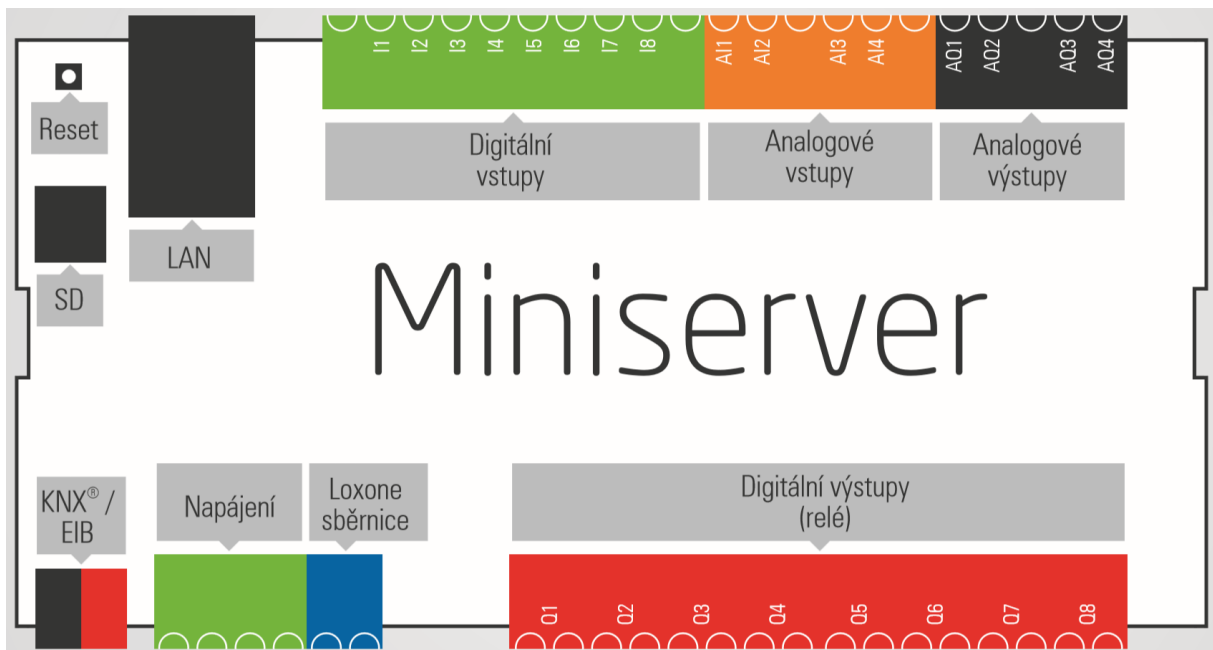 I1 I2 I3 I4 I5 I6 I7 I8 AI1 AI2 AI3 AI4 AQ1 AQ2 AQ3 AQ4
Reset
Digitální
vstupy
Analogové
vstupy
Analogové
výstupy
LAN
SD
Miniserver
KNX® /
EIB
Napájení
Loxone
sběrnice
Digitální výstupy
(relé)
Q1 Q2 Q3 Q4 Q5 Q6 Q7 Q8